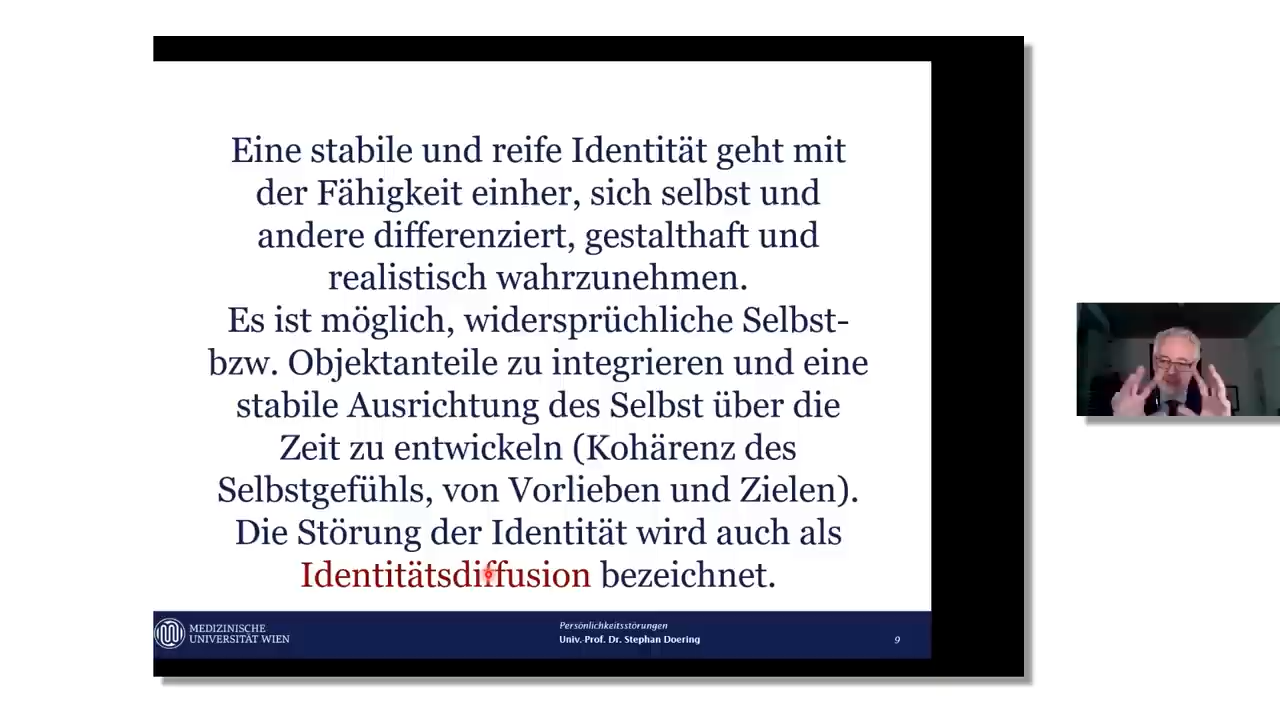 Eine stabile und reife Identität geht mit
der Fähigkeit einher, sich selbst und
andere differenziert, gestalthaft und
realistisch wahrzunehmen.
Es ist möglich, widersprüchliche Selbst-
bzw. Objektanteile zu integrieren und eine
stabile Ausrichtung des Selbst über die
Zeit zu entwickeln (Kohärenz des
Selbstgefühls, von Vorlieben und Zielen).
Die Störung der Identität wird auch als
Identitätsdiffusion bezeichnet.
MEDIZINISCHE
UNIVERSITÄT WIEN
Persönlichkeitsstörungen
Univ.-Prof. Dr. Stephan Doering
9